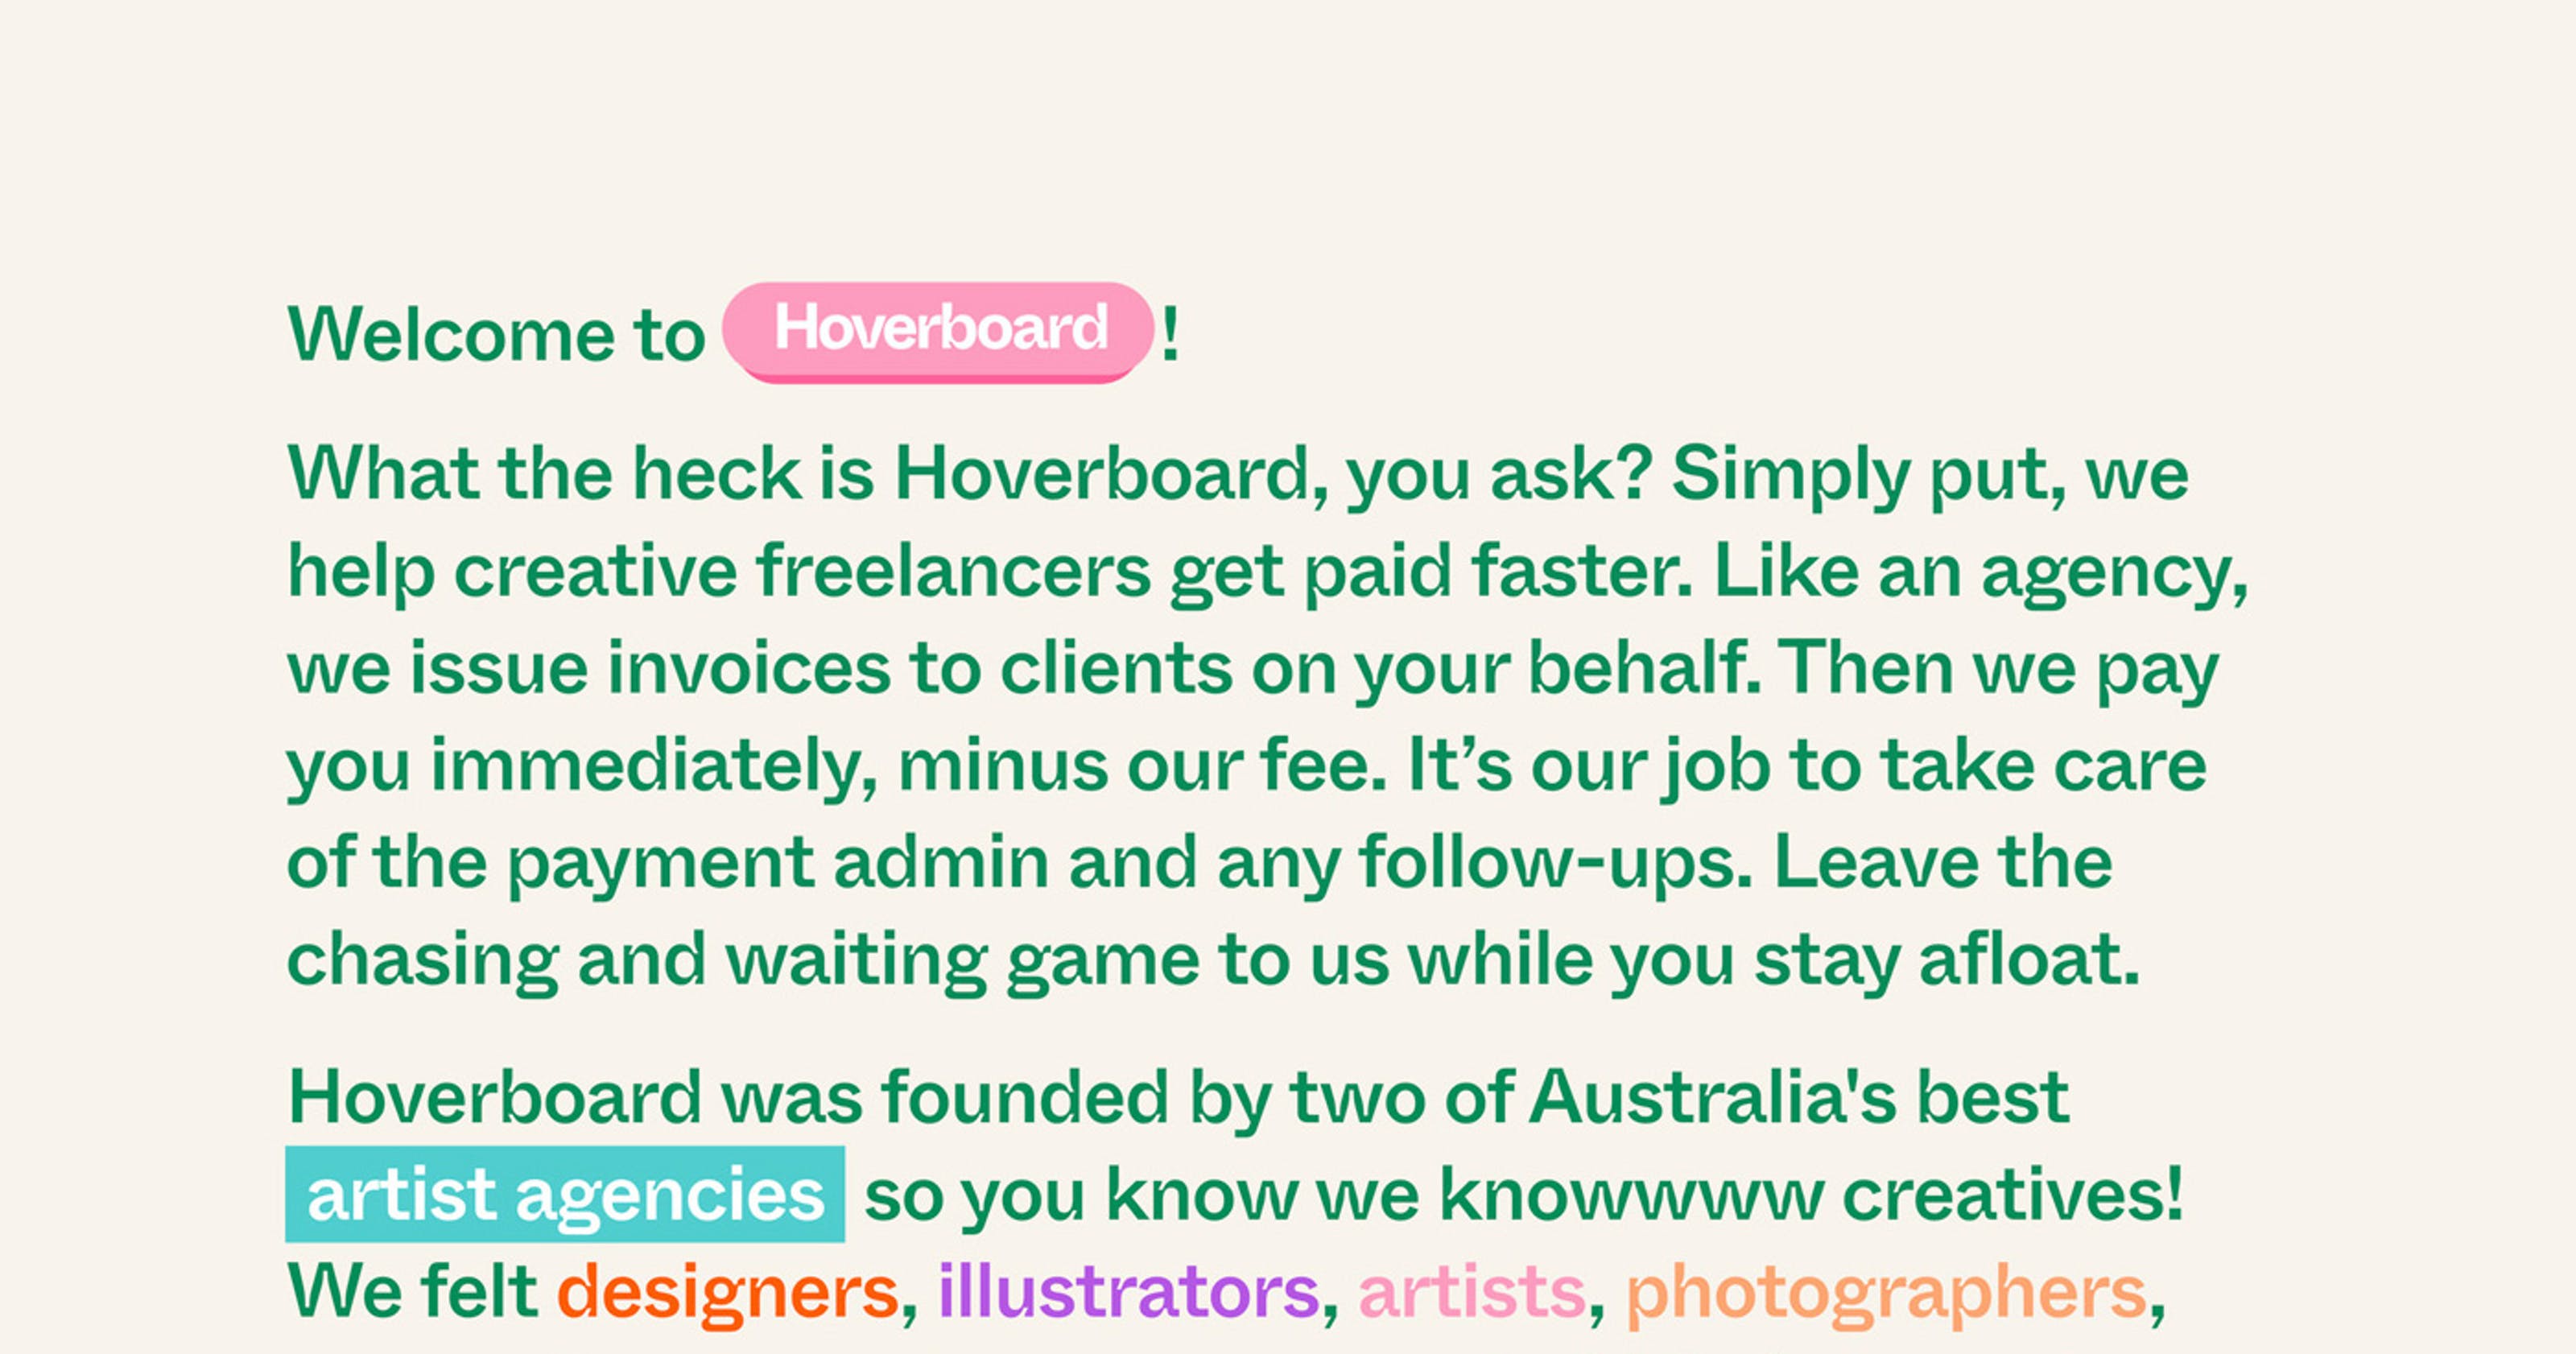 Welcome to Hoverboard!
What the heck is Hoverboard, you ask? Simply put, we
help creative freelancers get paid faster. Like an agency,
we issue invoices to clients on your behalf. Then we pay
you immediately, minus our fee. It’s our job to take care
of the payment admin and any follow-ups. Leave the
chasing and waiting game to us while you stay afloat.
Hoverboard was founded by two of Australia's best
artist agencies so you know we knowwww creatives!
We felt designers, illustrators, artists, photographers,